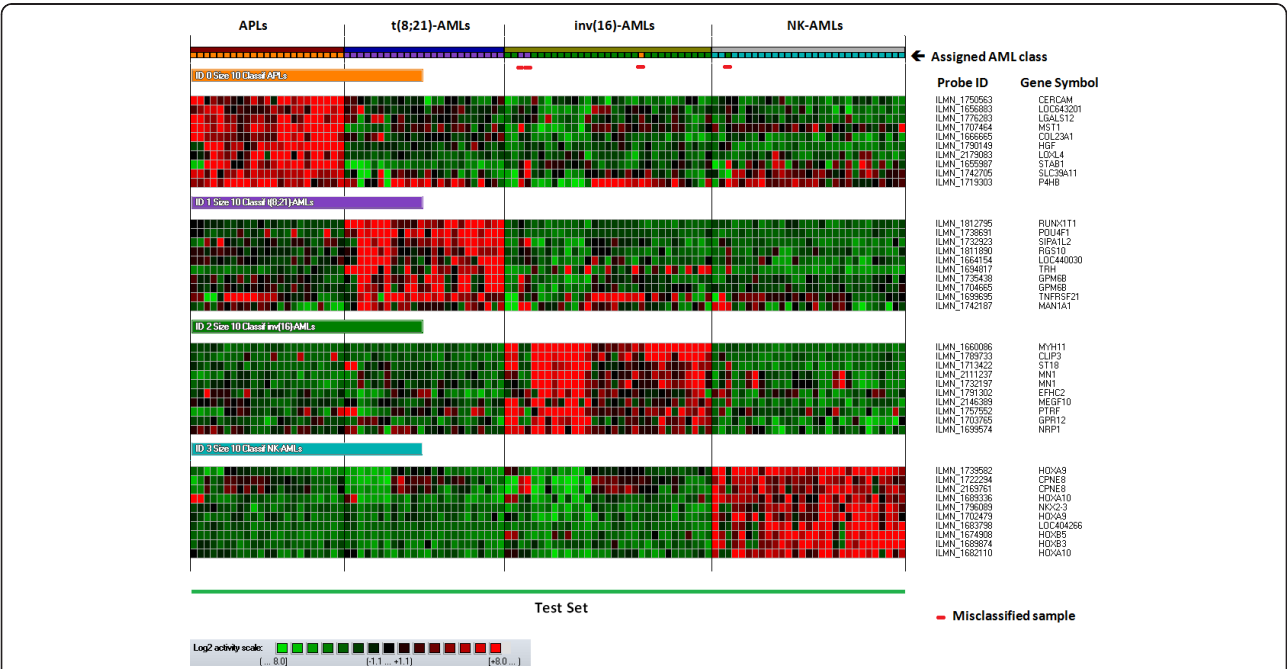 APLs t(8;21)-AMLs inv(16)-AMLs NK-AMLs
Assigned AML class
ID 0 Size 10 Classif APLs
Probe ID Gene Symbol
ILMN_1750563 CERCAM
ILMN_1656883 LOC643201
ILMN_1776283 LGALS12
ILMN_1707464 MST1
ILMN_1666665 COL23A1
ILMN_1790149 HGF
ILMN_2179083 LOXL4
ILMN_1655987 STAB1
ILMN_1742705 SLC39A11
ILMN_1719303 P4HB
ID 1 Size 10 Classif t(8;21)-AMLs
ILMN_1812795 RUNX1T1
ILMN_1738691 POU4F1
ILMN_1732923 SIPA1L2
ILMN_1811890 RGS10
ILMN_1664154 LOC440030
ILMN_1694817 TRH
ILMN_1735438 GPM6B
ILMN_1704665 GPM6B
ILMN_1699695 TNFRSF21
ILMN_1742187 MAN1A1
ID 2 Size 10 Classif inv(16)-AMLs
ILMN_1660086 MYH11
ILMN_1789733 CLIP3
ILMN_1713422 ST18
ILMN_2111237 MN1
ILMN_1732197 MN1
ILMN_1791302 EFHC2
ILMN_2146389 MEGF10
ILMN_1757552 PTRF
ILMN_1703765 GPR12
ILMN_1699574 NRP1
ID 3 Size 10 Classif NK-AMLs
ILMN_1739582 HOXA9
ILMN_1722294 CPNE8
ILMN_2169761 CPNE8
ILMN_1689336 HOXA10
ILMN_1796089 NKX2-3
ILMN_1702479 HOXA9
ILMN_1683798 LOC404266
ILMN_1674908 HOXB5
ILMN_1689874 HOXB3
ILMN_1682110 HOXA10
Test Set
Misclassified sample
Log2 activity scale:
( ... 8.0] (-1.1 ... +1.1) [+8.0 ... )